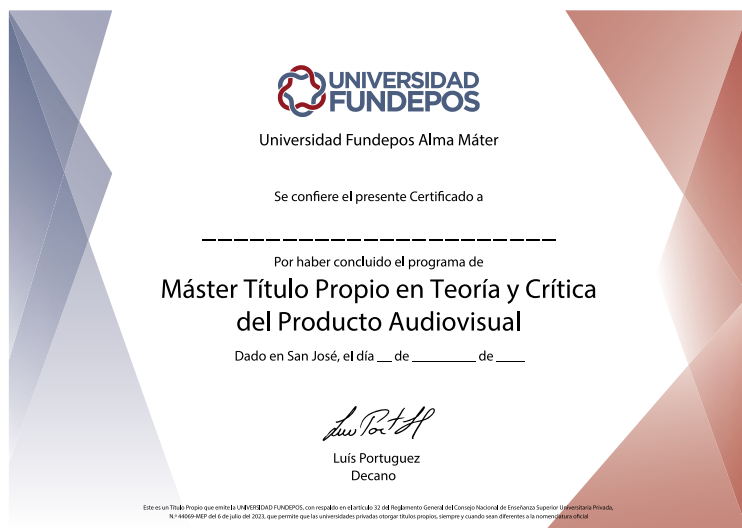 UNIVERSIDAD
FUNDEPOS
Universidad Fundepos Alma Máter
Se confiere el presente Certificado a
Por haber concluido el programa de
Máster Título Propio en Teoría y Crítica
del Producto Audiovisual
Dado en San José, el día __ de ________ de ____
Luís Portuguez
Decano
Este es un Título Propio que emite la UNIVERSIDAD FUNDEPOS, con respaldo en el artículo 32 del Reglamento General del Consejo Nacional de Enseñanza Superior Universitaria Privada,
N.º 44069-MEP del 6 de julio del 2023, que permite que las universidades privadas otorgar títulos propios, siempre y cuando sean diferentes a la nomenclatura oficial